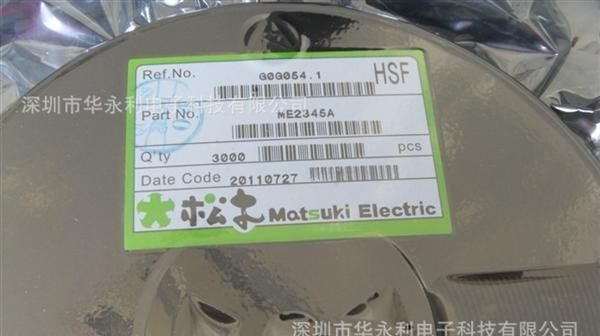 Ref.No. G0G054.1 HSF
深圳市华永利电子科技有限公司
Part No. ME2345A
Q'ty 3000 pcs
Date Code 20110727
松木 Matsuki Electric
深圳市华永利电子科技有限公司